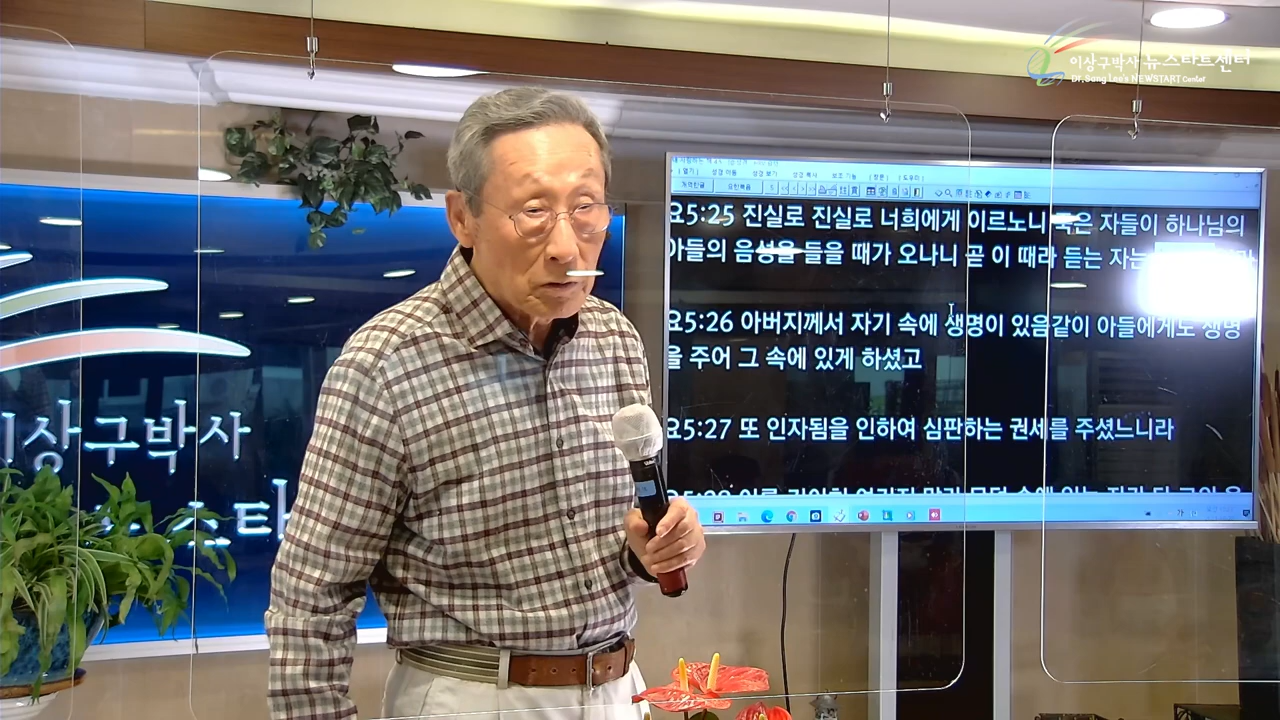 이상구박사 뉴스타트센터
Dr. Sang Lee's NEWSTART Center
요5:25 진실로 진실로 너희에게 이르노니 죽은 자들이 하나님의
아들의 음성을 들을 때가 오나니 곧 이 때라 듣는 자는
요5:26 아버지께서 자기 속에 생명이 있음같이 아들에게도 생명
을 주어 그 속에 있게 하셨고
요5:27 또 인자됨을 인하여 심판하는 권세를 주셨느니라
이상구박사
뉴스타